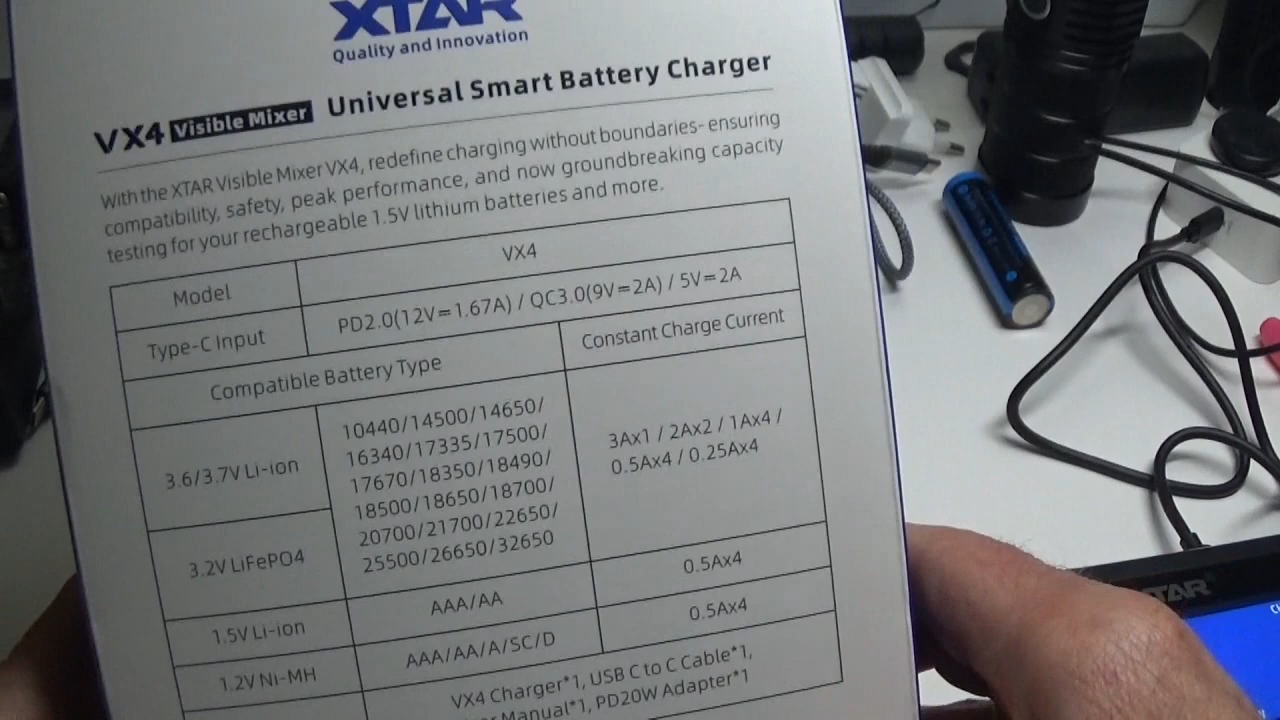 XTAR
Quality and Innovation
VX4 Visible Mixer Universal Smart Battery Charger
With the XTAR Visible Mixer VX4, redefine charging without boundaries- ensuring
compatibility, safety, peak performance, and now groundbreaking capacity
testing for your rechargeable 1.5V lithium batteries and more.
Model VX4
Type-C Input PD2.0(12V=1.67A) / QC3.0(9V=2A) / 5V=2A
Compatible Battery Type Constant Charge Current
3.6/3.7V Li-ion
3.2V LiFePO4
10440/14500/14650/
16340/17335/17500/
17670/18350/18490/
18500/18650/18700/
20700/21700/22650/
25500/26650/32650
3Ax1 / 2Ax2 / 1Ax4 /
0.5Ax4 / 0.25Ax4
1.5V Li-ion AAA/AA 0.5Ax4
1.2V Ni-MH AAA/AA/A/SC/D 0.5Ax4
VX4 Charger*1, USB C to C Cable*1,
Manual*1, PD20W Adapter*1
TAR